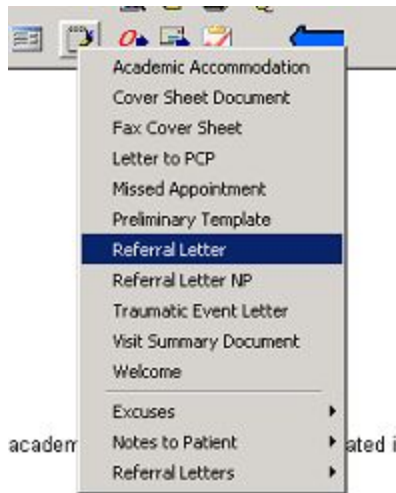 Academic Accommodation
Cover Sheet Document
Fax Cover Sheet
Letter to PCP
Missed Appointment
Preliminary Template
Referral Letter
Referral Letter NP
Traumatic Event Letter
Visit Summary Document
Welcome
Excuses
academ Notes to Patient ated i
Referral Letters